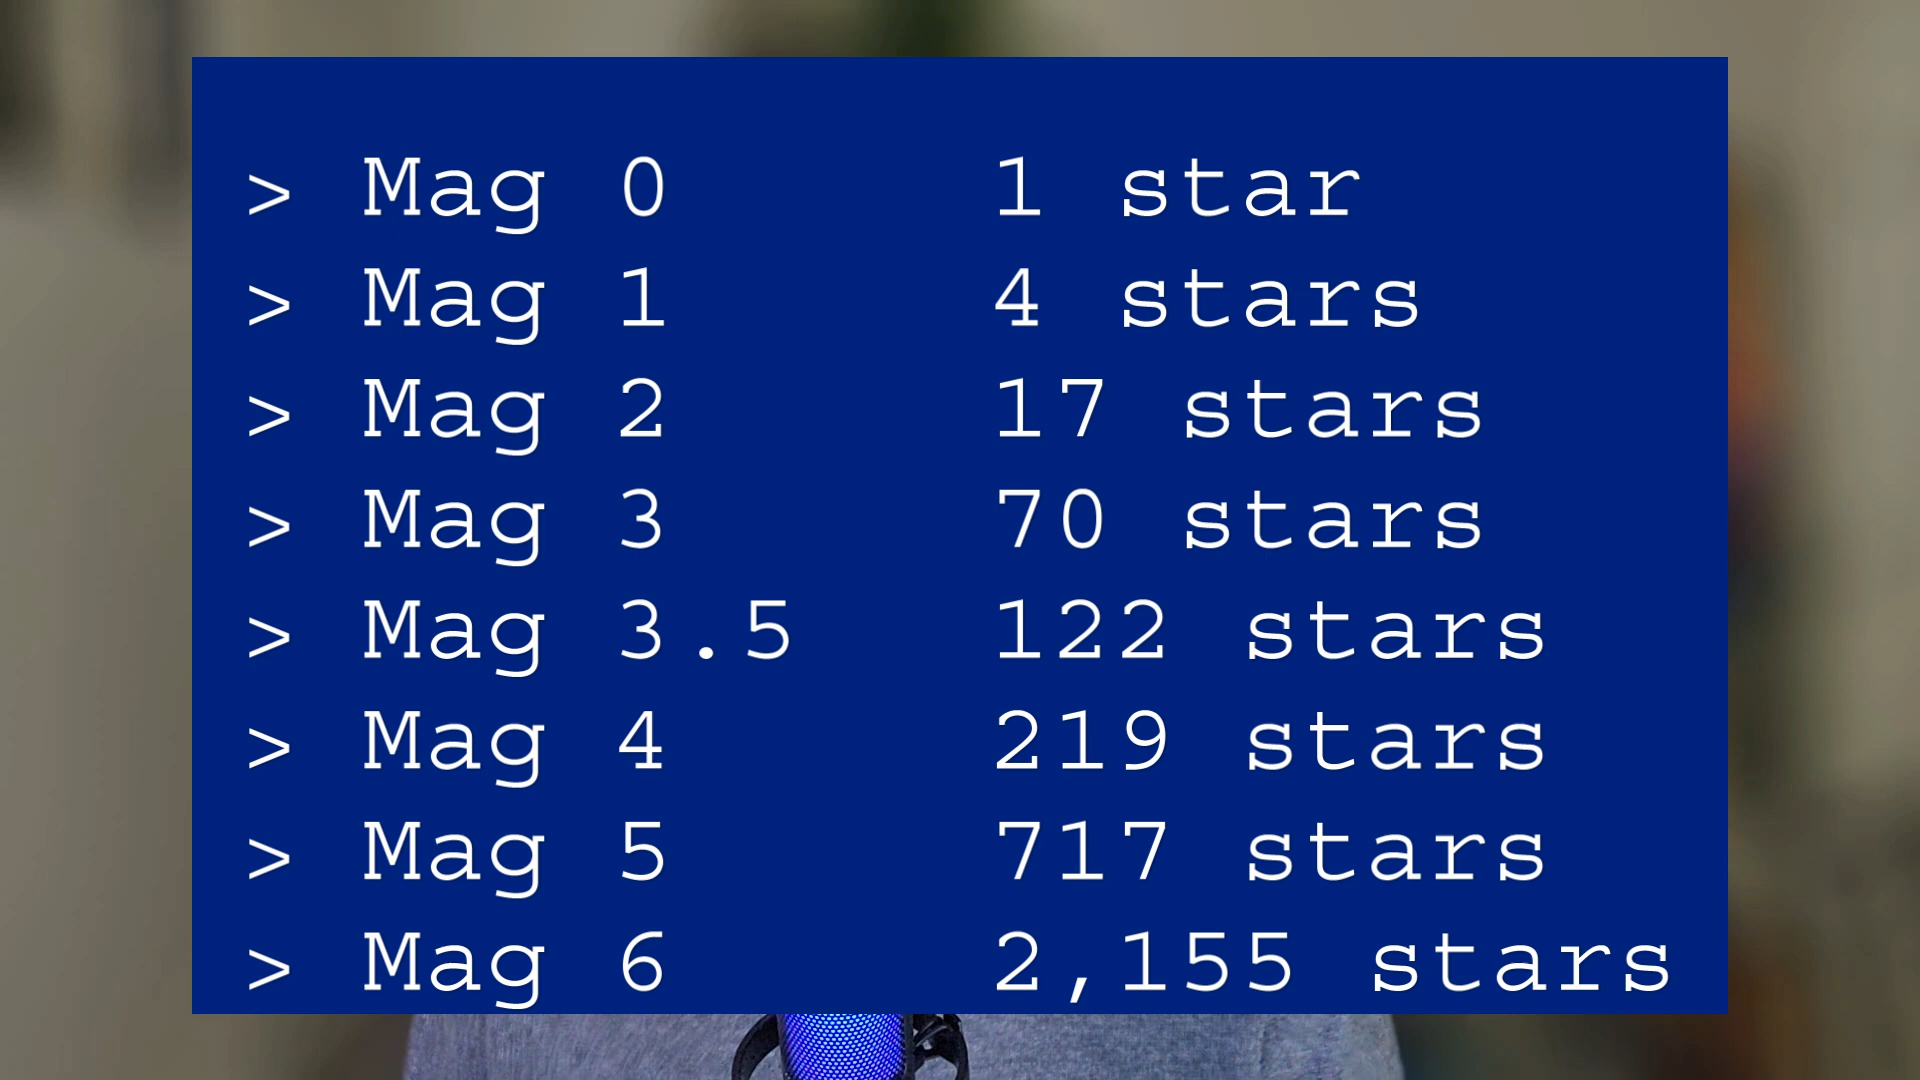 > Mag 0 1 star
> Mag 1 4 stars
> Mag 2 17 stars
> Mag 3 70 stars
> Mag 3.5 122 stars
> Mag 4 219 stars
> Mag 5 717 stars
> Mag 6 2,155 stars